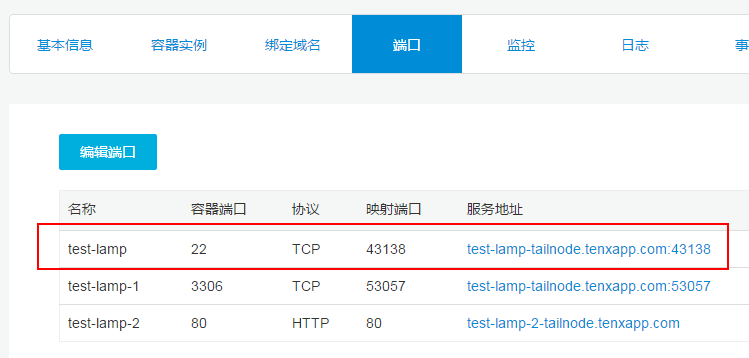 基本信息 容器实例 绑定域名 端口 监控 日志 事
编辑端口
名称 容器端口 协议 映射端口 服务地址
test-lamp 22 TCP 43138 test-lamp-tailnode.tenxapp.com:43138
test-lamp-1 3306 TCP 53057 test-lamp-tailnode.tenxapp.com:53057
test-lamp-2 80 HTTP 80 test-lamp-2-tailnode.tenxapp.com